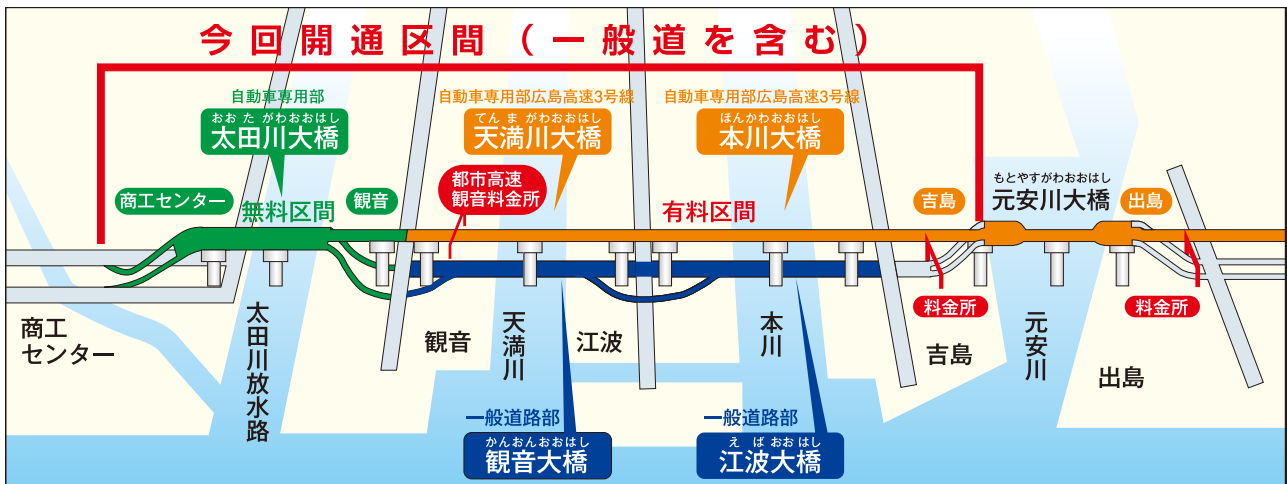 今回開通区間（一般道を含む）
自動車専用部
おおたがわおおはし
太田川大橋
自動車専用部広島高速3号線
てんまがわおおはし
天満川大橋
自動車専用部広島高速3号線
ほんかわおおはし
本川大橋
商工センター
無料区間
観音
都市高速
観音料金所
有料区間
吉島
もとやすがわおおはし
元安川大橋
出島
料金所
料金所
商工
センター
太田川放水路
観音
天満川
江波
本川
吉島
元安川
出島
一般道路部
かんおんおおはし
観音大橋
一般道路部
えばおおはし
江波大橋